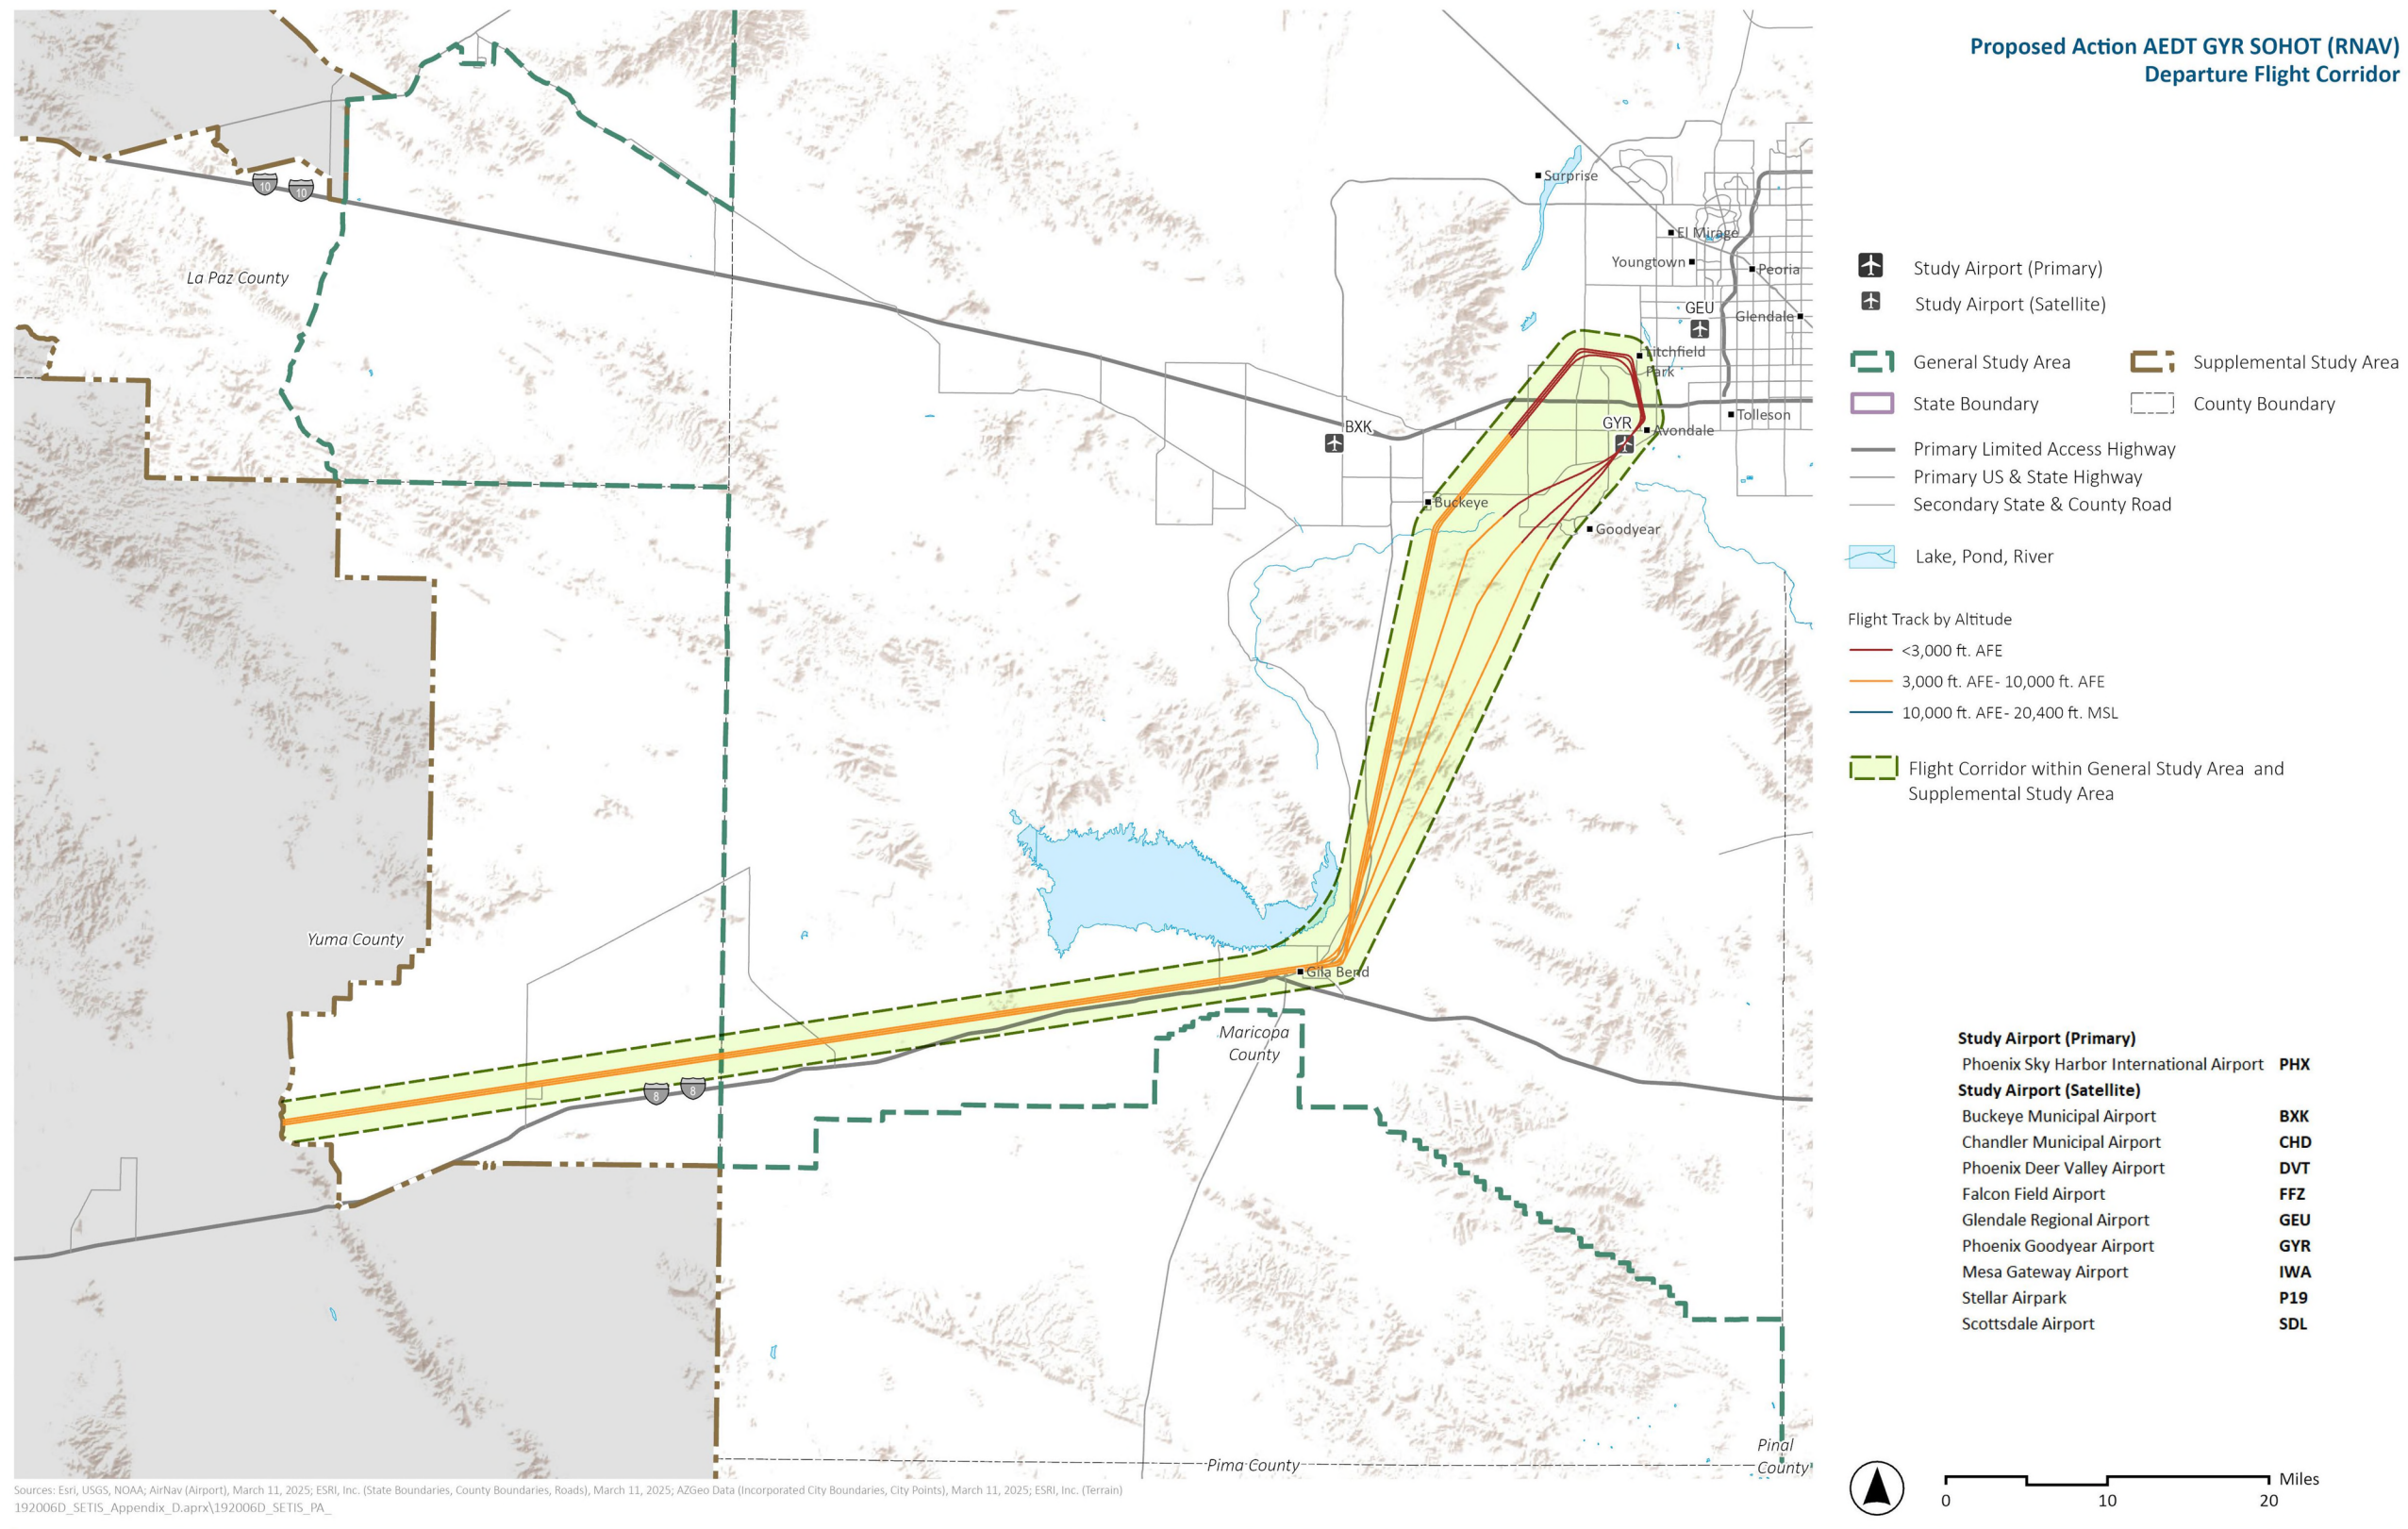 Proposed Action AEDT GYR SOHOT (RNAV)
Departure Flight Corridor
10
10
La Paz County
Surprise
El Mirage
Youngtown
Peoria
GEU
Glendale
Litchfield
Park
Tolleson
BXK
GYR
Avondale
Buckeye
Goodyear
Yuma County
Gila Bend
Maricopa
County
8
8
Pinal
County
Pima County
Study Airport (Primary)
Study Airport (Satellite)
General Study Area
Supplemental Study Area
State Boundary
County Boundary
Primary Limited Access Highway
Primary US & State Highway
Secondary State & County Road
Lake, Pond, River
Flight Track by Altitude
<3,000 ft. AFE
3,000 ft. AFE- 10,000 ft. AFE
10,000 ft. AFE- 20,400 ft. MSL
Flight Corridor within General Study Area and
Supplemental Study Area
Study Airport (Primary)
Phoenix Sky Harbor International Airport PHX
Study Airport (Satellite)
Buckeye Municipal Airport BXK
Chandler Municipal Airport CHD
Phoenix Deer Valley Airport DVT
Falcon Field Airport FFZ
Glendale Regional Airport GEU
Phoenix Goodyear Airport GYR
Mesa Gateway Airport IWA
Stellar Airpark P19
Scottsdale Airport SDL
Miles
0 10 20
Sources: Esri, USGS, NOAA; AirNav (Airport), March 11, 2025; ESRI, Inc. (State Boundaries, County Boundaries, Roads), March 11, 2025; AZGeo Data (Incorporated City Boundaries, City Points), March 11, 2025; ESRI, Inc. (Terrain)
192006D_SETIS_Appendix_D.aprx\192006D_SETIS_PA_